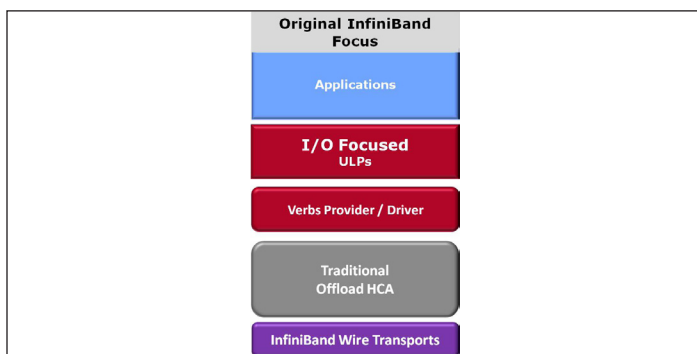 Original InfiniBand
Focus
Applications
I/O Focused
ULPs
Verbs Provider / Driver
Traditional
Offload HCA
InfiniBand Wire Transports